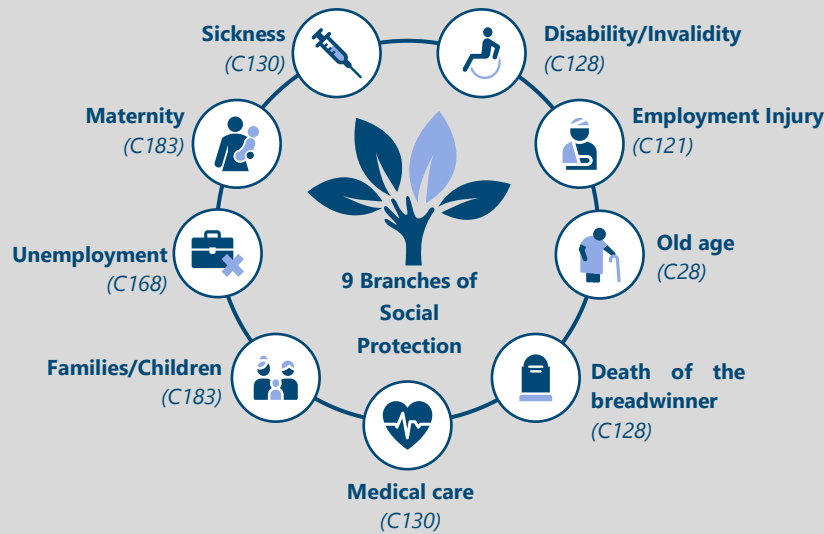 Sickness
(C130)
Disability/Invalidity
(C128)
Maternity
(C183)
Employment Injury
(C121)
Unemployment
(C168)
Old age
(C28)
9 Branches of
Social
Protection
Families/Children
(C183)
Death of the
breadwinner
(C128)
Medical care
(C130)